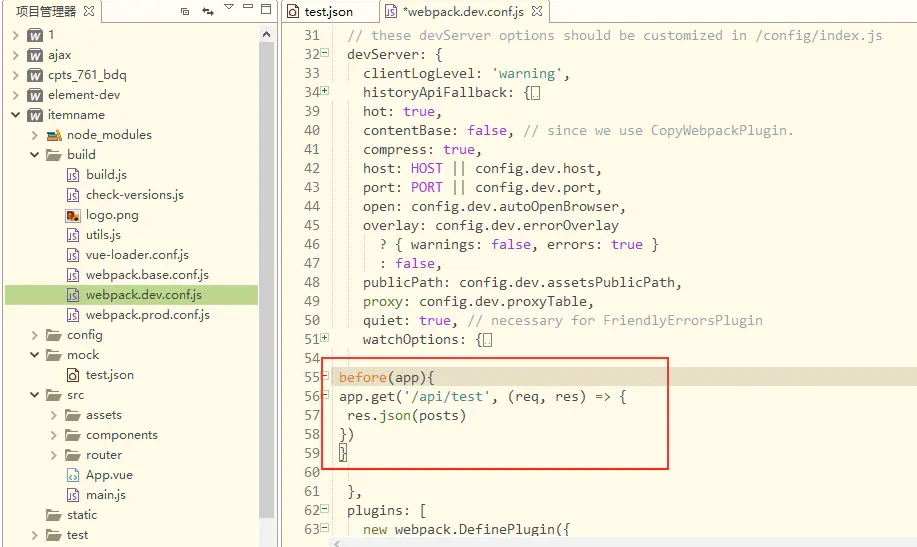 项目管理器
1
ajax
cpts_761_bdq
element-dev
itemname
node_modules
build
build.js
check-versions.js
logo.png
utils.js
vue-loader.conf.js
webpack.base.conf.js
webpack.dev.conf.js
webpack.prod.conf.js
config
mock
test.json
src
assets
components
router
App.vue
main.js
static
test
test.json
*webpack.dev.conf.js
31 // these devServer options should be customized in /config/index.js
32 devServer: {
33 clientLogLevel: 'warning',
34 historyApiFallback: {..
39 hot: true,
40 contentBase: false, // since we use CopyWebpackPlugin.
41 compress: true,
42 host: HOST || config.dev.host,
43 port: PORT || config.dev.port,
44 open: config.dev.autoOpenBrowser,
45 overlay: config.dev.errorOverlay
46 ? { warnings: false, errors: true }
47 : false,
48 publicPath: config.dev.assetsPublicPath,
49 proxy: config.dev.proxyTable,
50 quiet: true, // necessary for FriendlyErrorsPlugin
51 watchOptions: {..
54
55 before(app){
56 app.get('/api/test', (req, res) => {
57 res.json(posts)
58 })
59 }
60
61 },
62 plugins: [
63 new webpack.DefinePlugin({